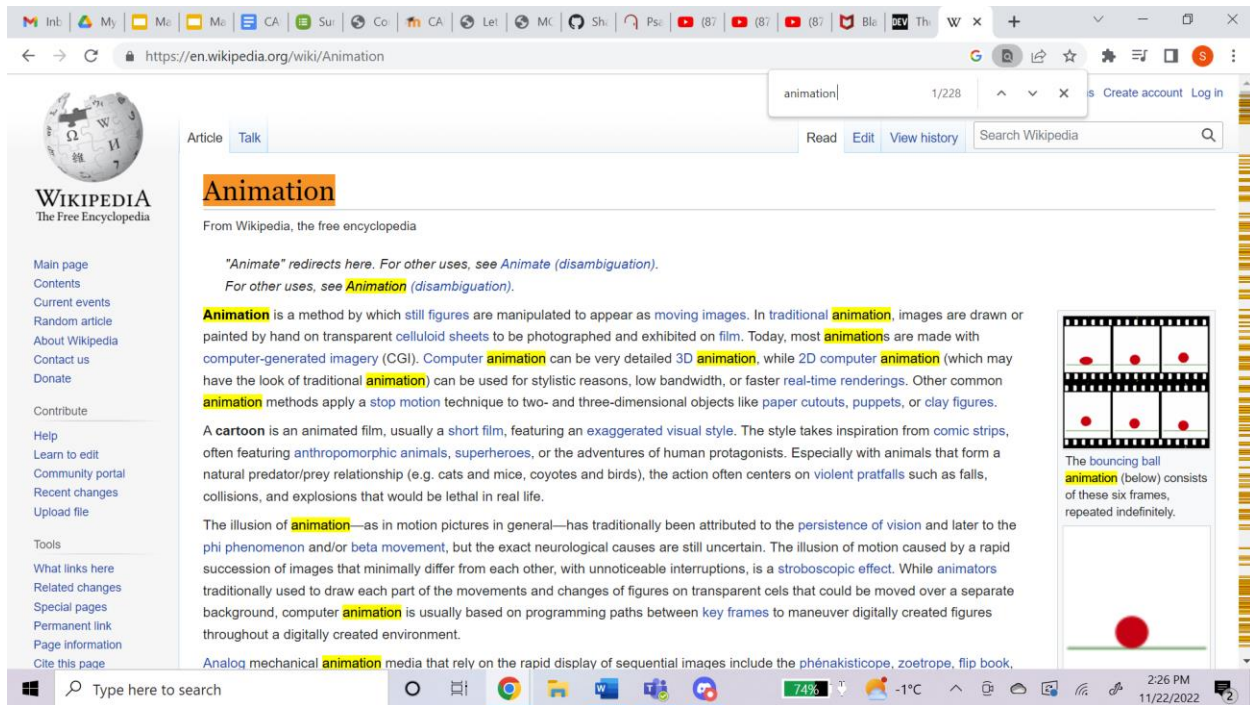 Inb
My
Ma
Ma
CA
Sur
Co
CA
Let
MC
Sha
Psa
(87
(87
(87
Bla
DEV
The
https://en.wikipedia.org/wiki/Animation
G
S
animation
1/228
s Create account Log in
WIKIPEDIA
The Free Encyclopedia
Article Talk
Read Edit View history
Search Wikipedia
Animation
From Wikipedia, the free encyclopedia
"Animate" redirects here. For other uses, see Animate (disambiguation).
For other uses, see Animation (disambiguation).
Animation is a method by which still figures are manipulated to appear as moving images. In traditional animation, images are drawn or
painted by hand on transparent celluloid sheets to be photographed and exhibited on film. Today, most animations are made with
computer-generated imagery (CGI). Computer animation can be very detailed 3D animation, while 2D computer animation (which may
have the look of traditional animation) can be used for stylistic reasons, low bandwidth, or faster real-time renderings. Other common
animation methods apply a stop motion technique to two- and three-dimensional objects like paper cutouts, puppets, or clay figures.
A cartoon is an animated film, usually a short film, featuring an exaggerated visual style. The style takes inspiration from comic strips,
often featuring anthropomorphic animals, superheroes, or the adventures of human protagonists. Especially with animals that form a
natural predator/prey relationship (e.g. cats and mice, coyotes and birds), the action often centers on violent pratfalls such as falls,
collisions, and explosions that would be lethal in real life.
The illusion of animation—as in motion pictures in general—has traditionally been attributed to the persistence of vision and later to the
phi phenomenon and/or beta movement, but the exact neurological causes are still uncertain. The illusion of motion caused by a rapid
succession of images that minimally differ from each other, with unnoticeable interruptions, is a stroboscopic effect. While animators
traditionally used to draw each part of the movements and changes of figures on transparent cels that could be moved over a separate
background, computer animation is usually based on programming paths between key frames to maneuver digitally created figures
throughout a digitally created environment.
Analog mechanical animation media that rely on the rapid display of sequential images include the phénakisticope, zoetrope, flip book,
The bouncing ball
animation (below) consists
of these six frames,
repeated indefinitely.
Main page
Contents
Current events
Random article
About Wikipedia
Contact us
Donate
Contribute
Help
Learn to edit
Community portal
Recent changes
Upload file
Tools
What links here
Related changes
Special pages
Permanent link
Page information
Cite this page
Type here to search
74%
-1°C
2:26 PM
11/22/2022
2